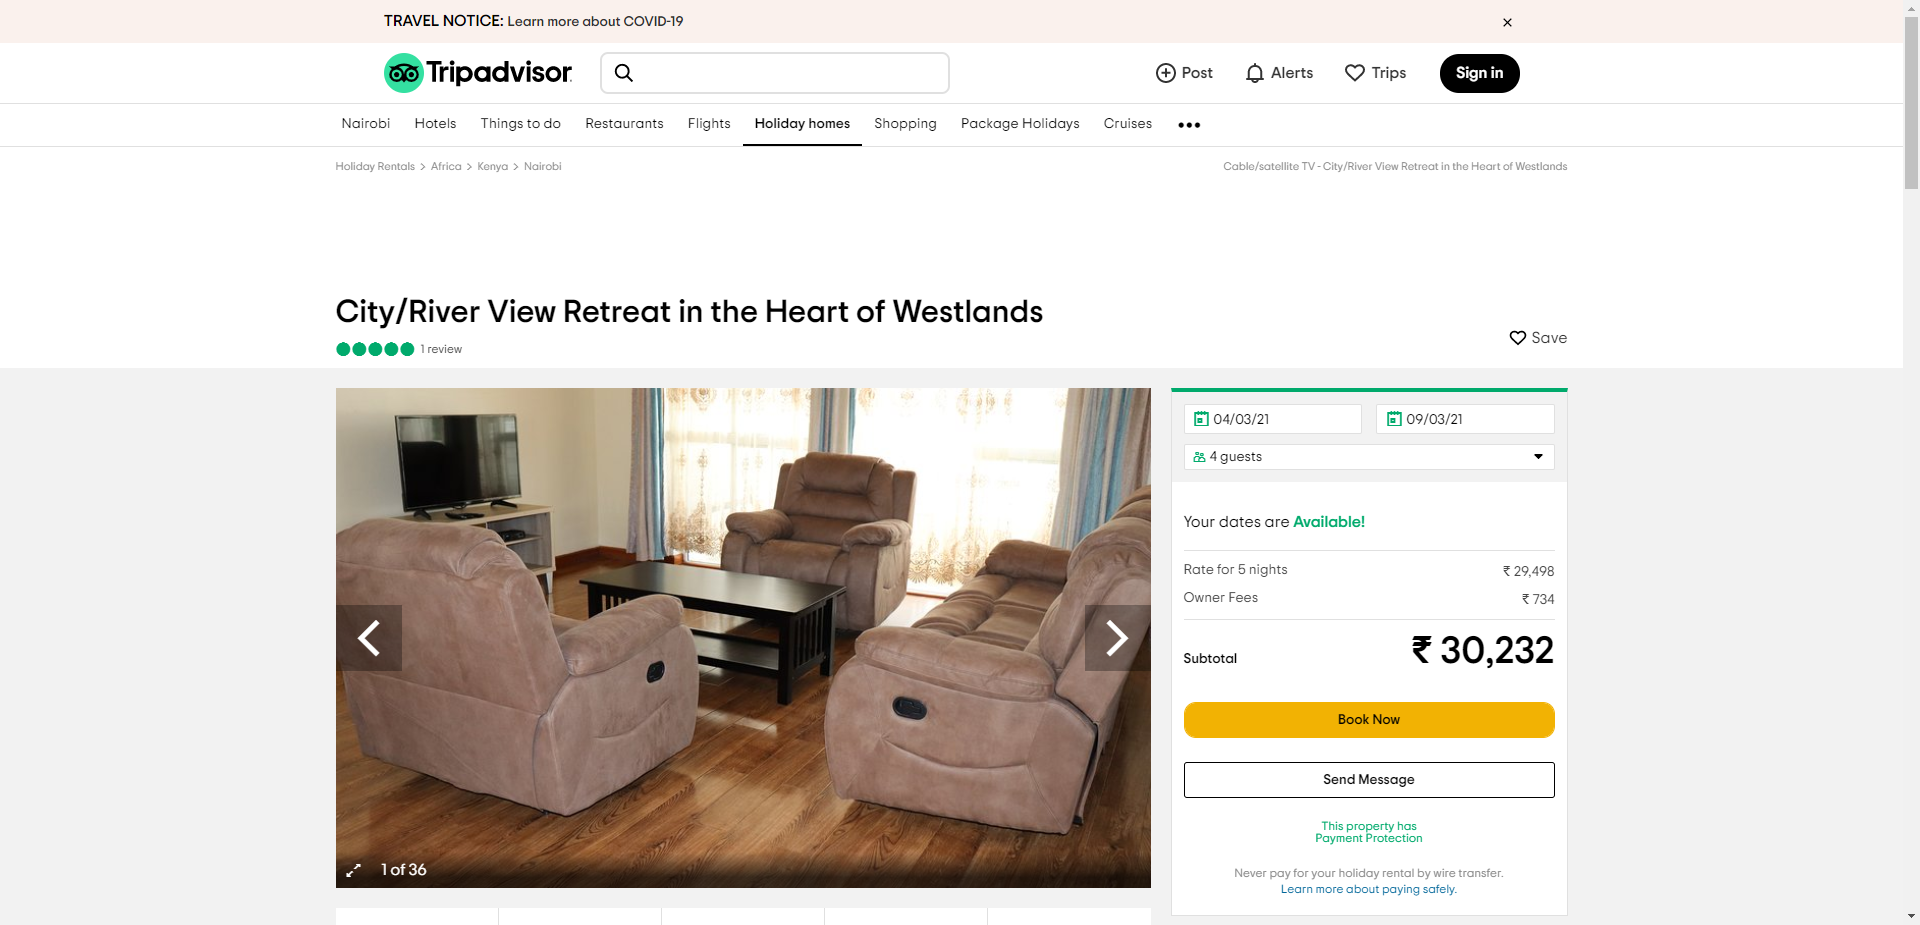 TRAVEL NOTICE: Learn more about COVID-19
Tripadvisor
Post
Alerts
Trips
Sign in
Nairobi
Hotels
Things to do
Restaurants
Flights
Holiday homes
Shopping
Package Holidays
Cruises
Holiday Rentals > Africa > Kenya > Nairobi
Cable/satellite TV - City/River View Retreat in the Heart of Westlands
City/River View Retreat in the Heart of Westlands
1 review
Save
04/03/21
09/03/21
4 guests
Your dates are Available!
Rate for 5 nights ₹ 29,498
Owner Fees ₹ 734
Subtotal ₹ 30,232
Book Now
Send Message
This property has
Payment Protection
Never pay for your holiday rental by wire transfer.
Learn more about paying safely.
1 of 36